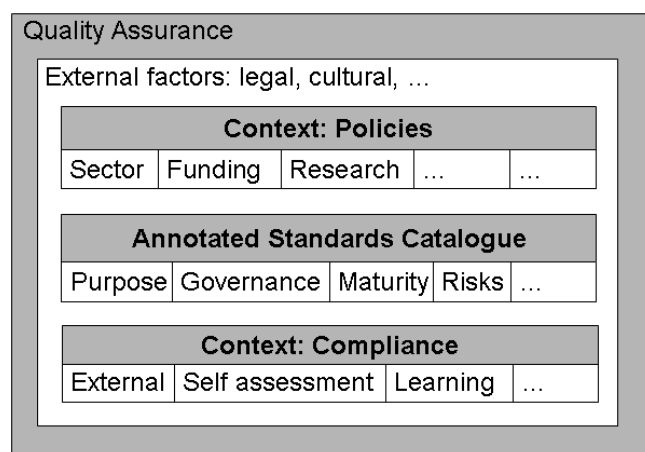 Quality Assurance
External factors: legal, cultural, ...
Context: Policies
Sector Funding Research ... ...
Annotated Standards Catalogue
Purpose Governance Maturity Risks ...
Context: Compliance
External Self assessment Learning ...